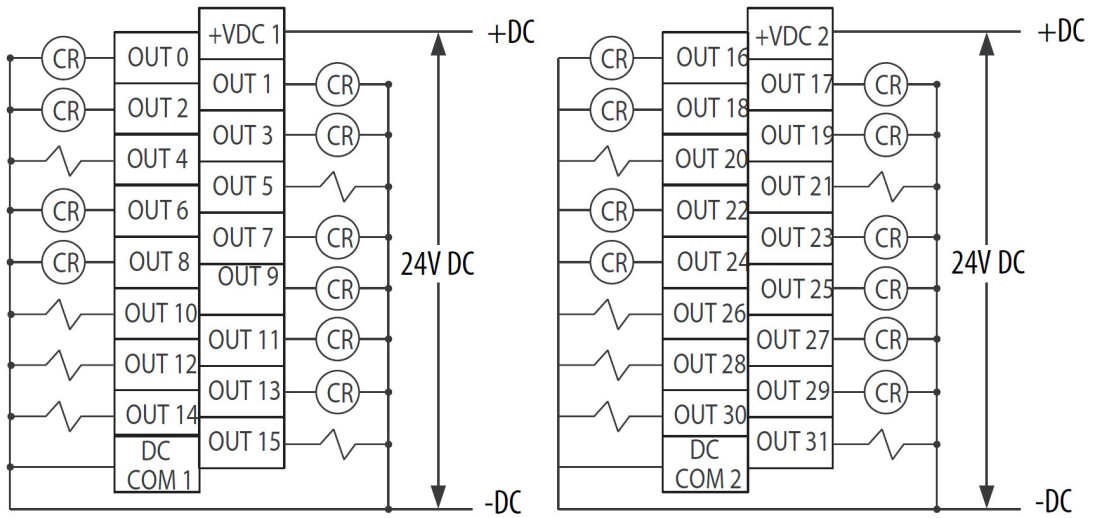 +VDC 1
+DC
CR
OUT 0
OUT 1
CR
CR
OUT 2
OUT 3
CR
OUT 4
OUT 5
CR
OUT 6
OUT 7
CR
CR
OUT 8
OUT 9
CR
24V DC
OUT 10
OUT 11
CR
OUT 12
OUT 13
CR
OUT 14
OUT 15
DC
COM 1
-DC
+VDC 2
+DC
CR
OUT 16
OUT 17
CR
CR
OUT 18
OUT 19
CR
OUT 20
OUT 21
CR
OUT 22
OUT 23
CR
CR
OUT 24
OUT 25
CR
24V DC
OUT 26
OUT 27
CR
OUT 28
OUT 29
CR
OUT 30
OUT 31
DC
COM 2
-DC